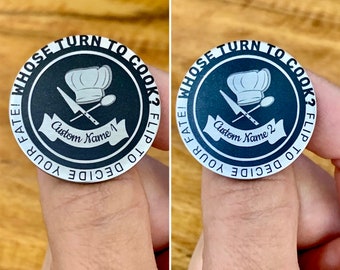 WHOSE TURN TO COOK?
FLIP TO DECIDE YOUR FATE!
Custom Name 1
WHOSE TURN TO COOK?
FLIP TO DECIDE YOUR FATE!
Custom Name 2